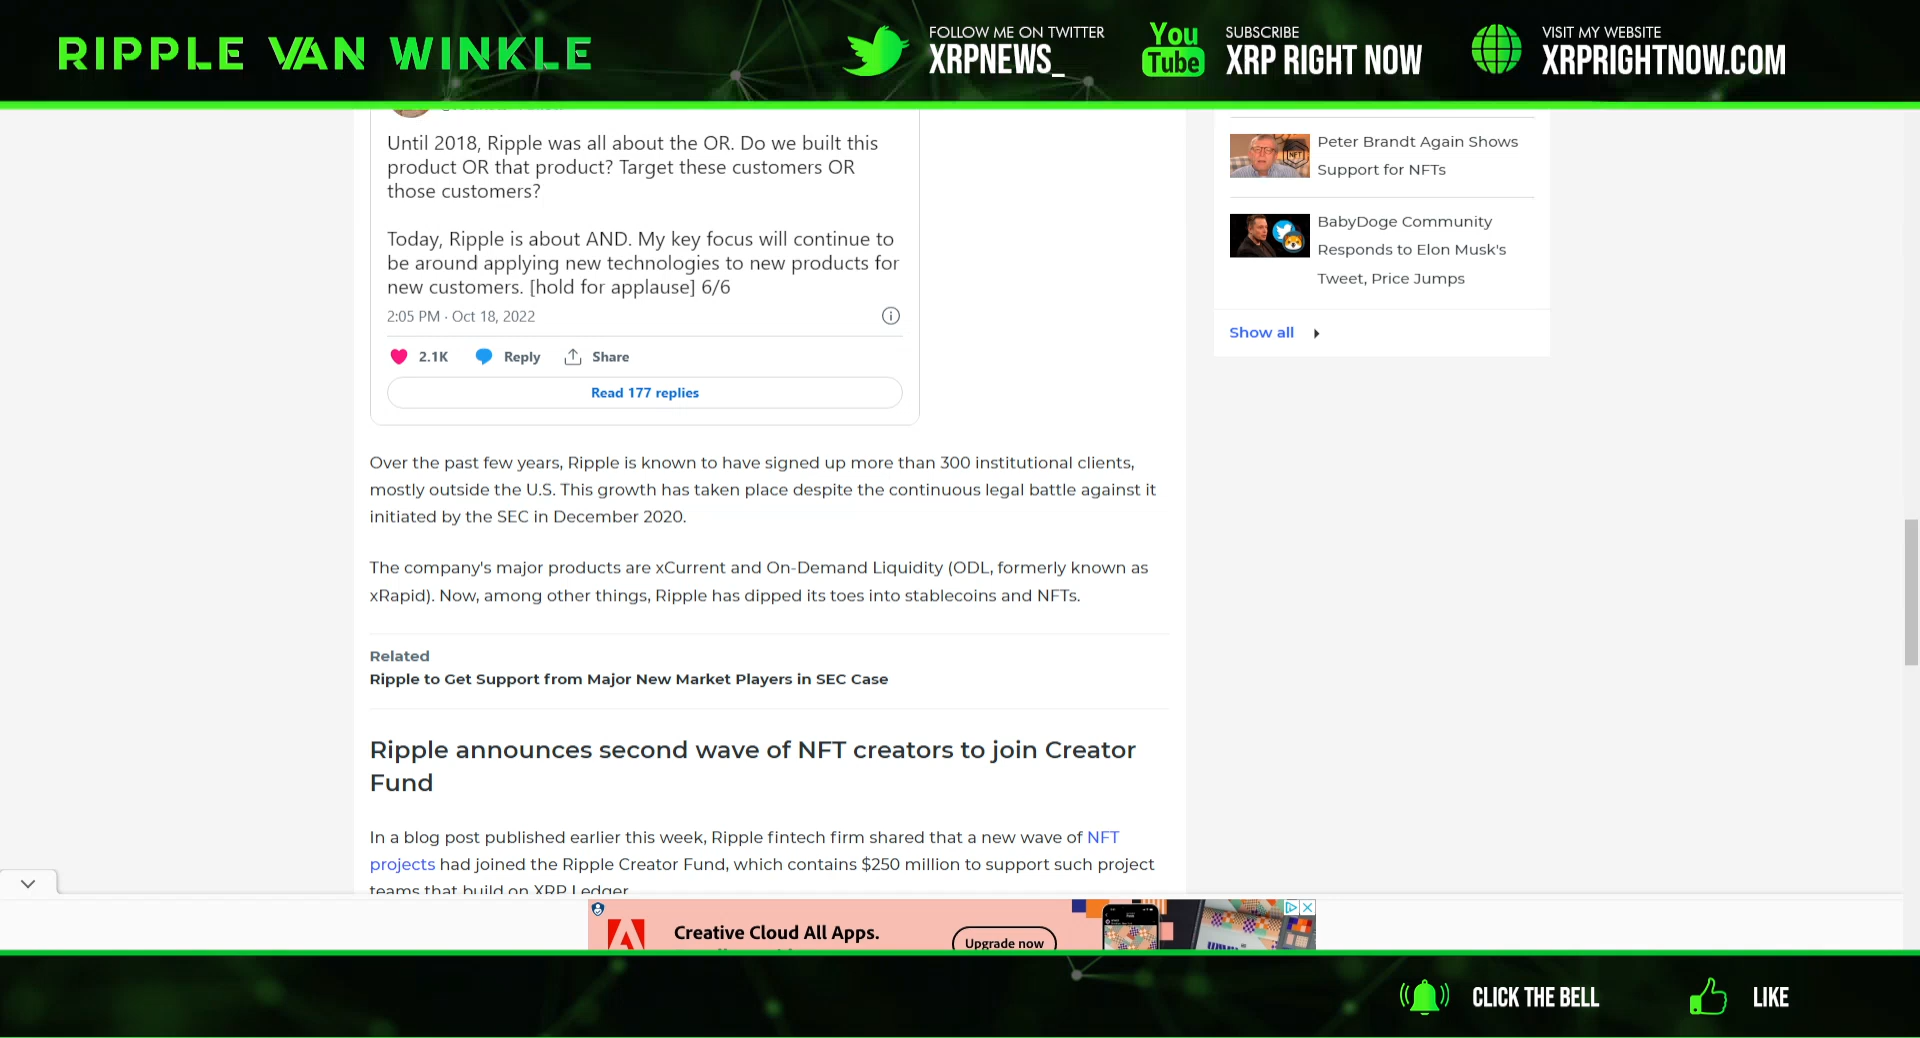 RIPPLE VAN WINKLE
FOLLOW ME ON TWITTER
XRPNEWS_
You
Tube
SUBSCRIBE
XRP RIGHT NOW
VISIT MY WEBSITE
XRPRIGHTNOW.COM
Until 2018, Ripple was all about the OR. Do we built this
product OR that product? Target these customers OR
those customers?
Today, Ripple is about AND. My key focus will continue to
be around applying new technologies to new products for
new customers. [hold for applause] 6/6
2:05 PM · Oct 18, 2022
2.1K Reply Share
Read 177 replies
Over the past few years, Ripple is known to have signed up more than 300 institutional clients,
mostly outside the U.S. This growth has taken place despite the continuous legal battle against it
initiated by the SEC in December 2020.
The company's major products are xCurrent and On-Demand Liquidity (ODL, formerly known as
xRapid). Now, among other things, Ripple has dipped its toes into stablecoins and NFTs.
Related
Ripple to Get Support from Major New Market Players in SEC Case
Ripple announces second wave of NFT creators to join Creator
Fund
In a blog post published earlier this week, Ripple fintech firm shared that a new wave of NFT
projects had joined the Ripple Creator Fund, which contains $250 million to support such project
teams that build on XRP Ledger
Peter Brandt Again Shows
Support for NFTs
BabyDoge Community
Responds to Elon Musk's
Tweet, Price Jumps
Show all
Creative Cloud All Apps.
Upgrade now
CLICK THE BELL
LIKE